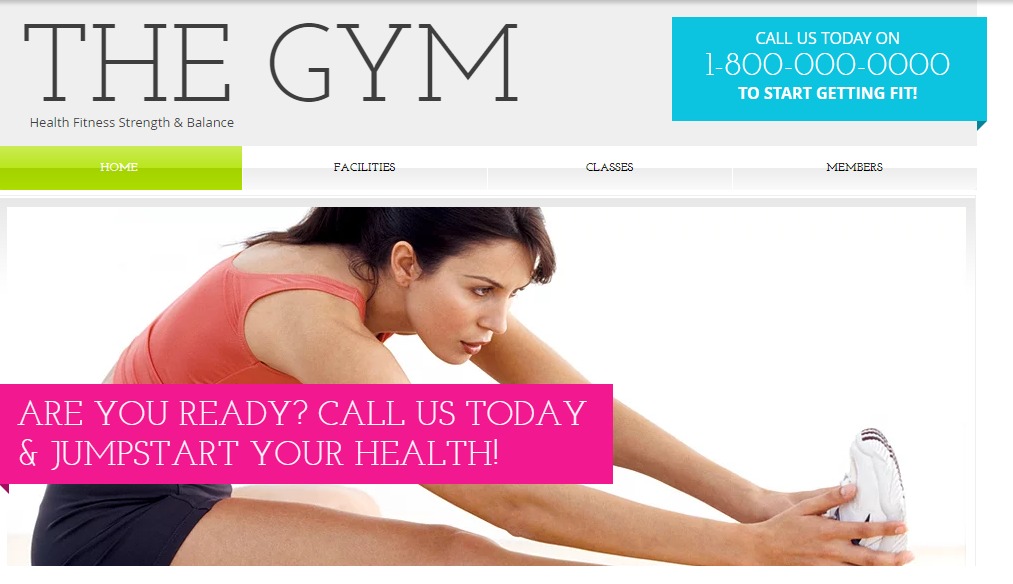 THE GYM
Health Fitness Strength & Balance
CALL US TODAY ON
1-800-000-0000
TO START GETTING FIT!
HOME
FACILITIES
CLASSES
MEMBERS
ARE YOU READY? CALL US TODAY
& JUMPSTART YOUR HEALTH!